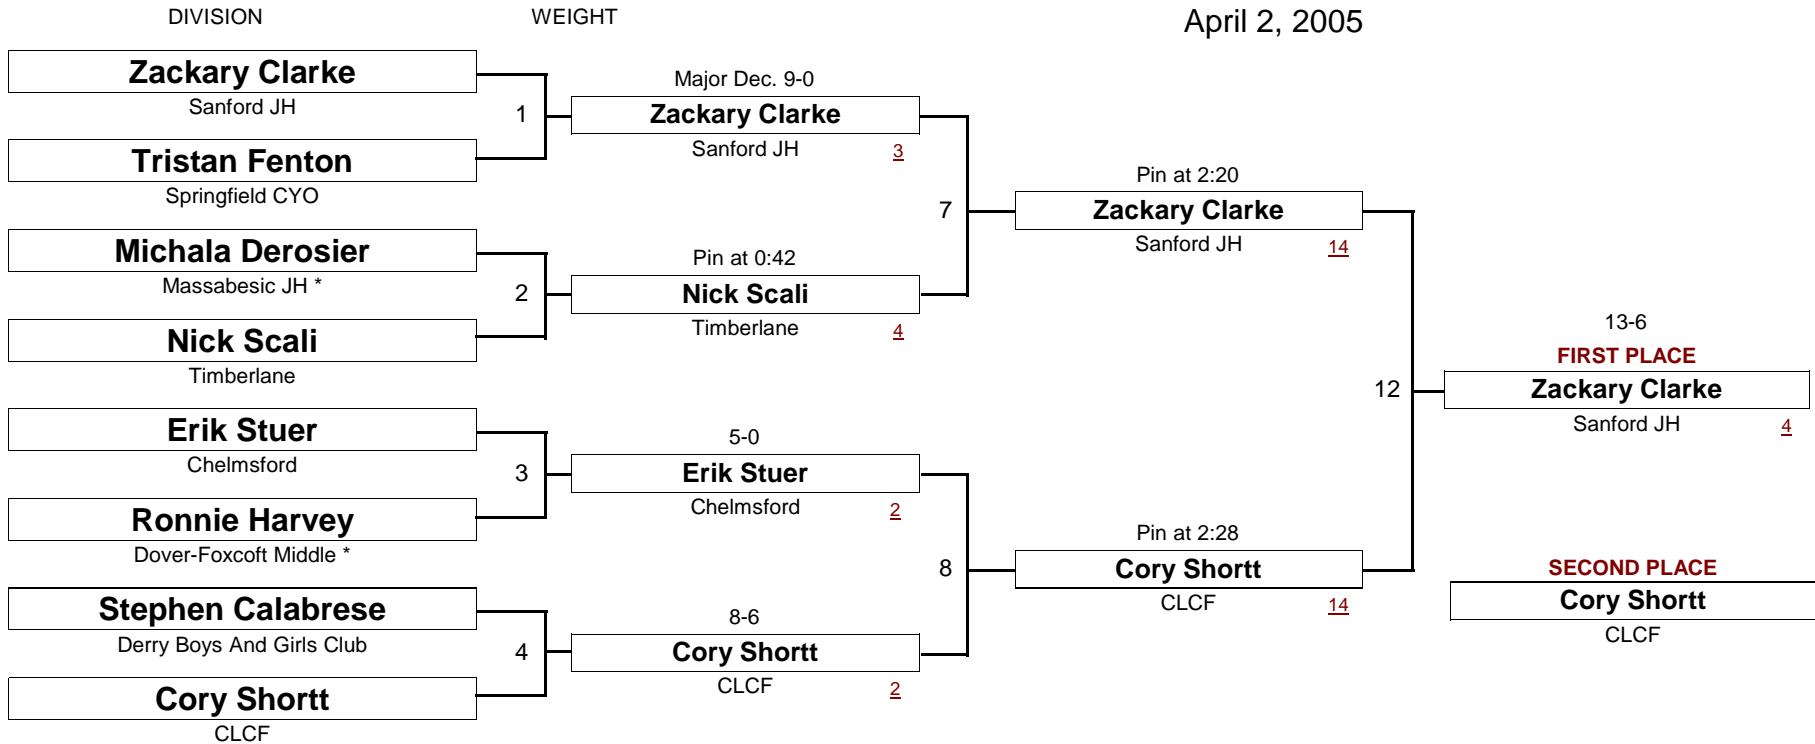 DIVISION
WEIGHT
April 2, 2005
Zackary Clarke
Sanford JH
1
Tristan Fenton
Springfield CYO
Michala Derosier
Massabesic JH *
2
Nick Scali
Timberlane
Erik Stuer
Chelmsford
3
Ronnie Harvey
Dover-Foxcoft Middle *
Stephen Calabrese
Derry Boys And Girls Club
4
Cory Shortt
CLCF
Major Dec. 9-0
Zackary Clarke
Sanford JH
3
7
Pin at 0:42
Nick Scali
Timberlane
4
5-0
Erik Stuer
Chelmsford
2
8
8-6
Cory Shortt
CLCF
2
Pin at 2:20
Zackary Clarke
Sanford JH
14
12
Pin at 2:28
Cory Shortt
CLCF
14
13-6
FIRST PLACE
Zackary Clarke
Sanford JH
4
SECOND PLACE
Cory Shortt
CLCF